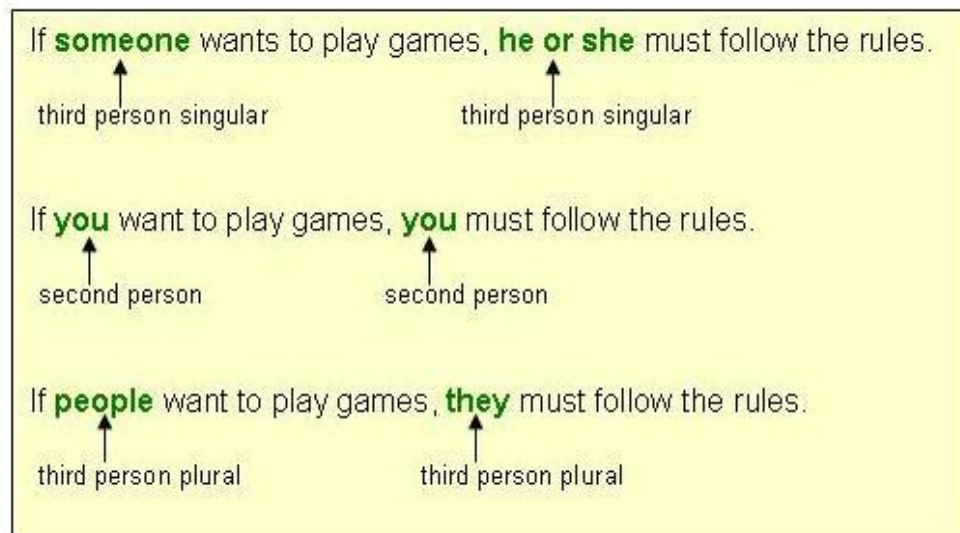 If someone wants to play games, he or she must follow the rules.
third person singular third person singular
If you want to play games, you must follow the rules.
second person second person
If people want to play games, they must follow the rules.
third person plural third person plural